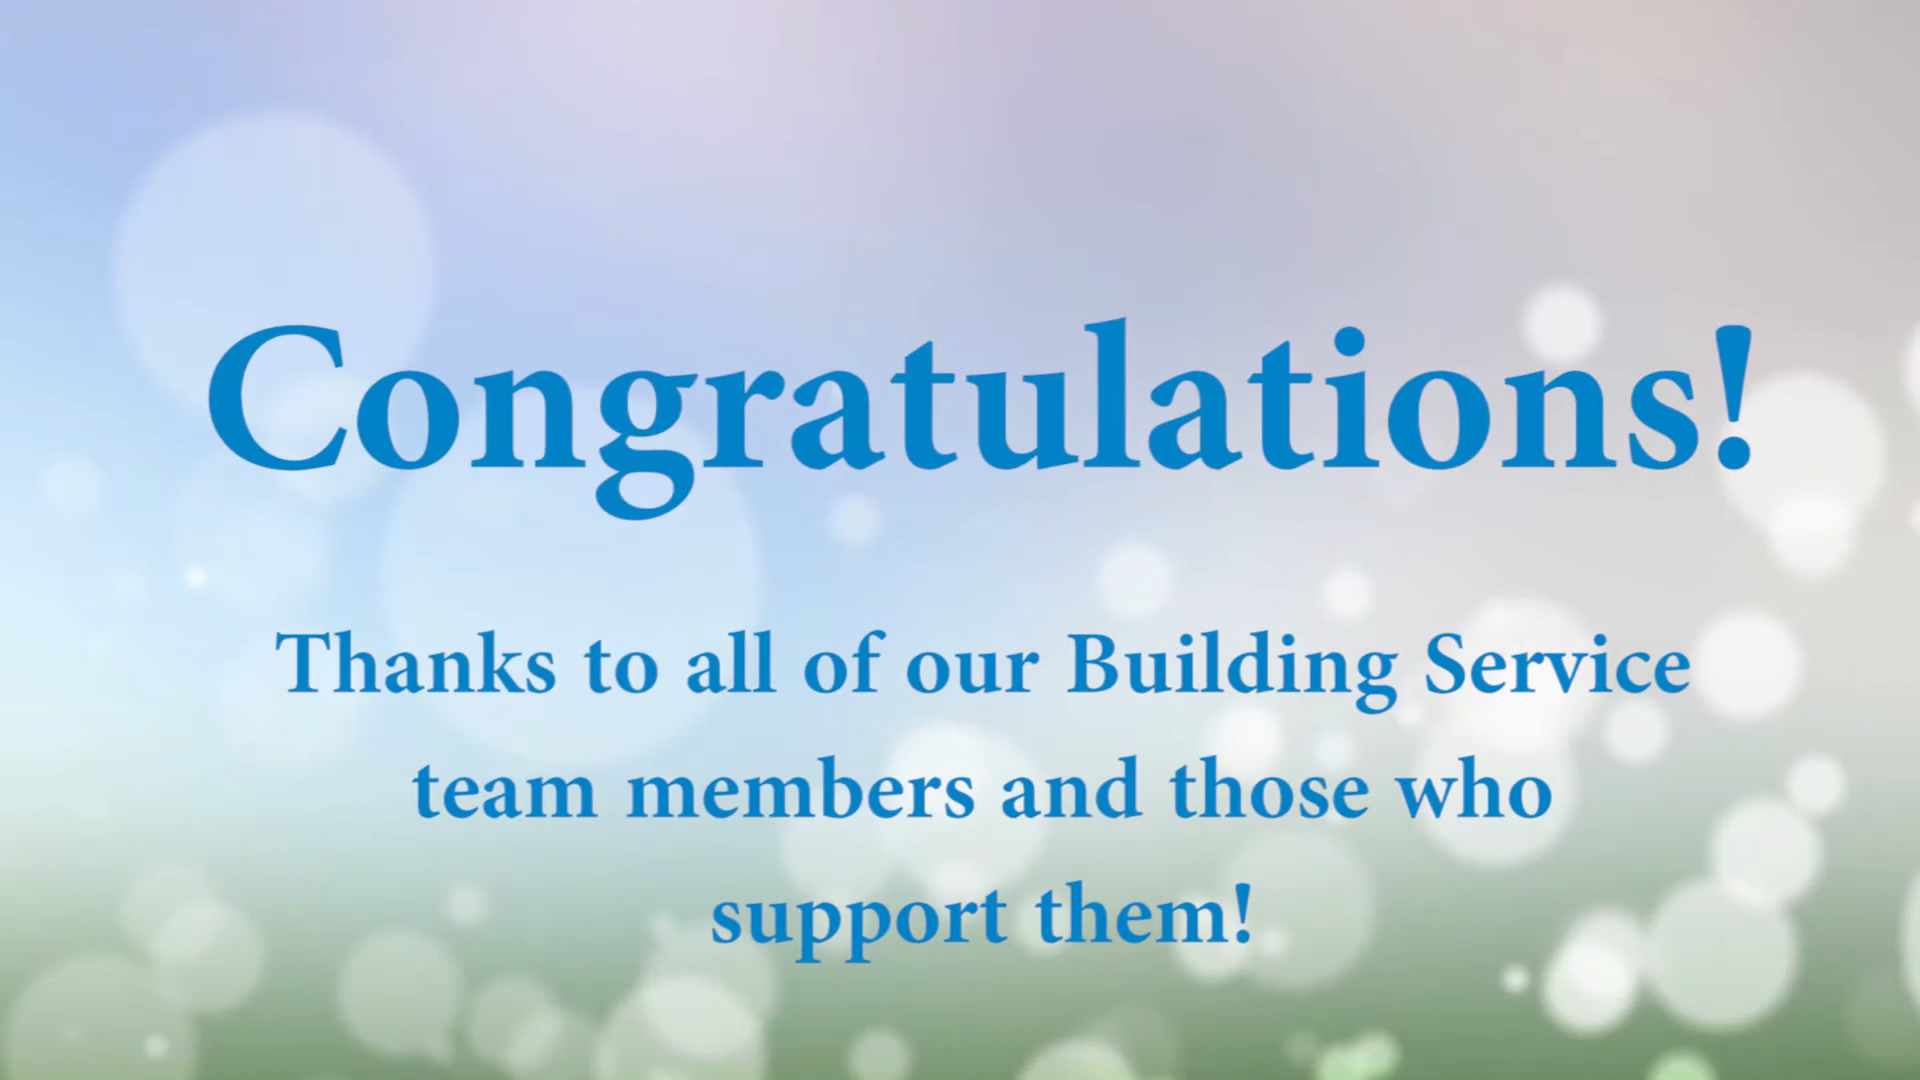 Congratulations!
Thanks to all of our Building Service
team members and those who
support them!